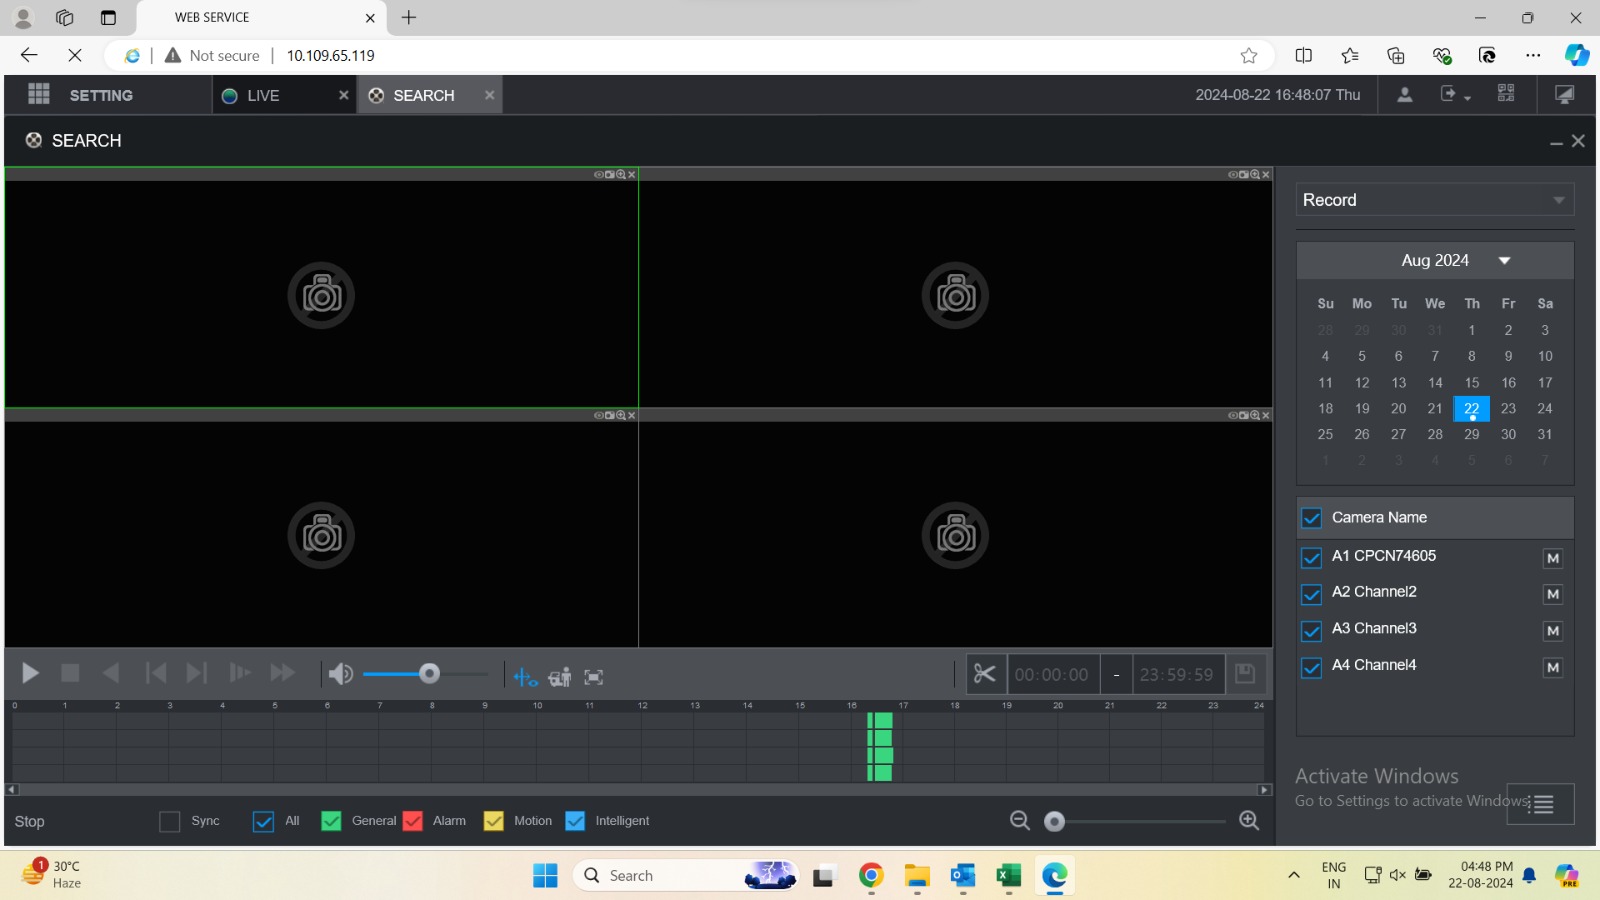 WEB SERVICE
Not secure
10.109.65.119
SETTING
LIVE
SEARCH
2024-08-22 16:48:07 Thu
SEARCH
Record
Aug 2024
Su Mo Tu We Th Fr Sa
28 29 30 31 1 2 3
4 5 6 7 8 9 10
11 12 13 14 15 16 17
18 19 20 21 22 23 24
25 26 27 28 29 30 31
1 2 3 4 5 6 7
Camera Name
A1 CPCN74605 M
A2 Channel2 M
A3 Channel3 M
A4 Channel4 M
00:00:00 - 23:59:59
0 1 2 3 4 5 6 7 8 9 10 11 12 13 14 15 16 17 18 19 20 21 22 23 24
Activate Windows
Go to Settings to activate Windows.
Stop Sync All General Alarm Motion Intelligent
1
30°C
Haze
Search
ENG
IN
04:48 PM
22-08-2024
PRE